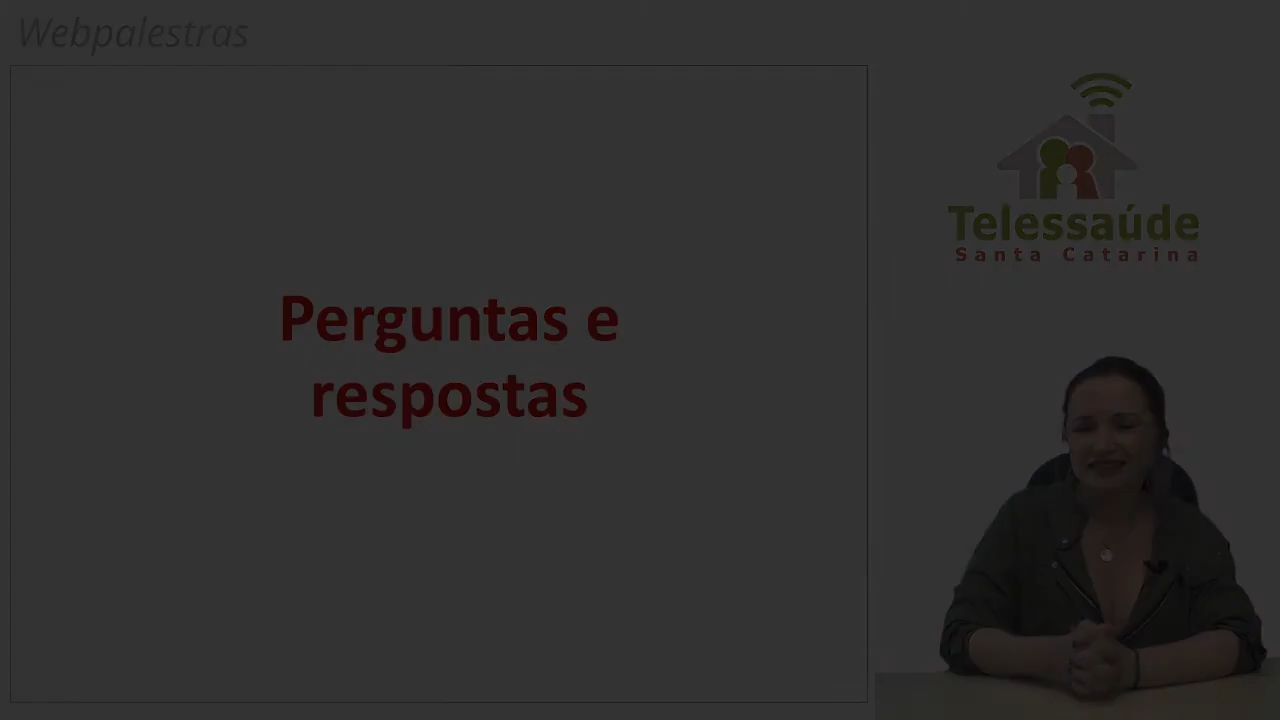 Webpalestras
Telessaúde
Santa Catarina
Perguntas e
respostas